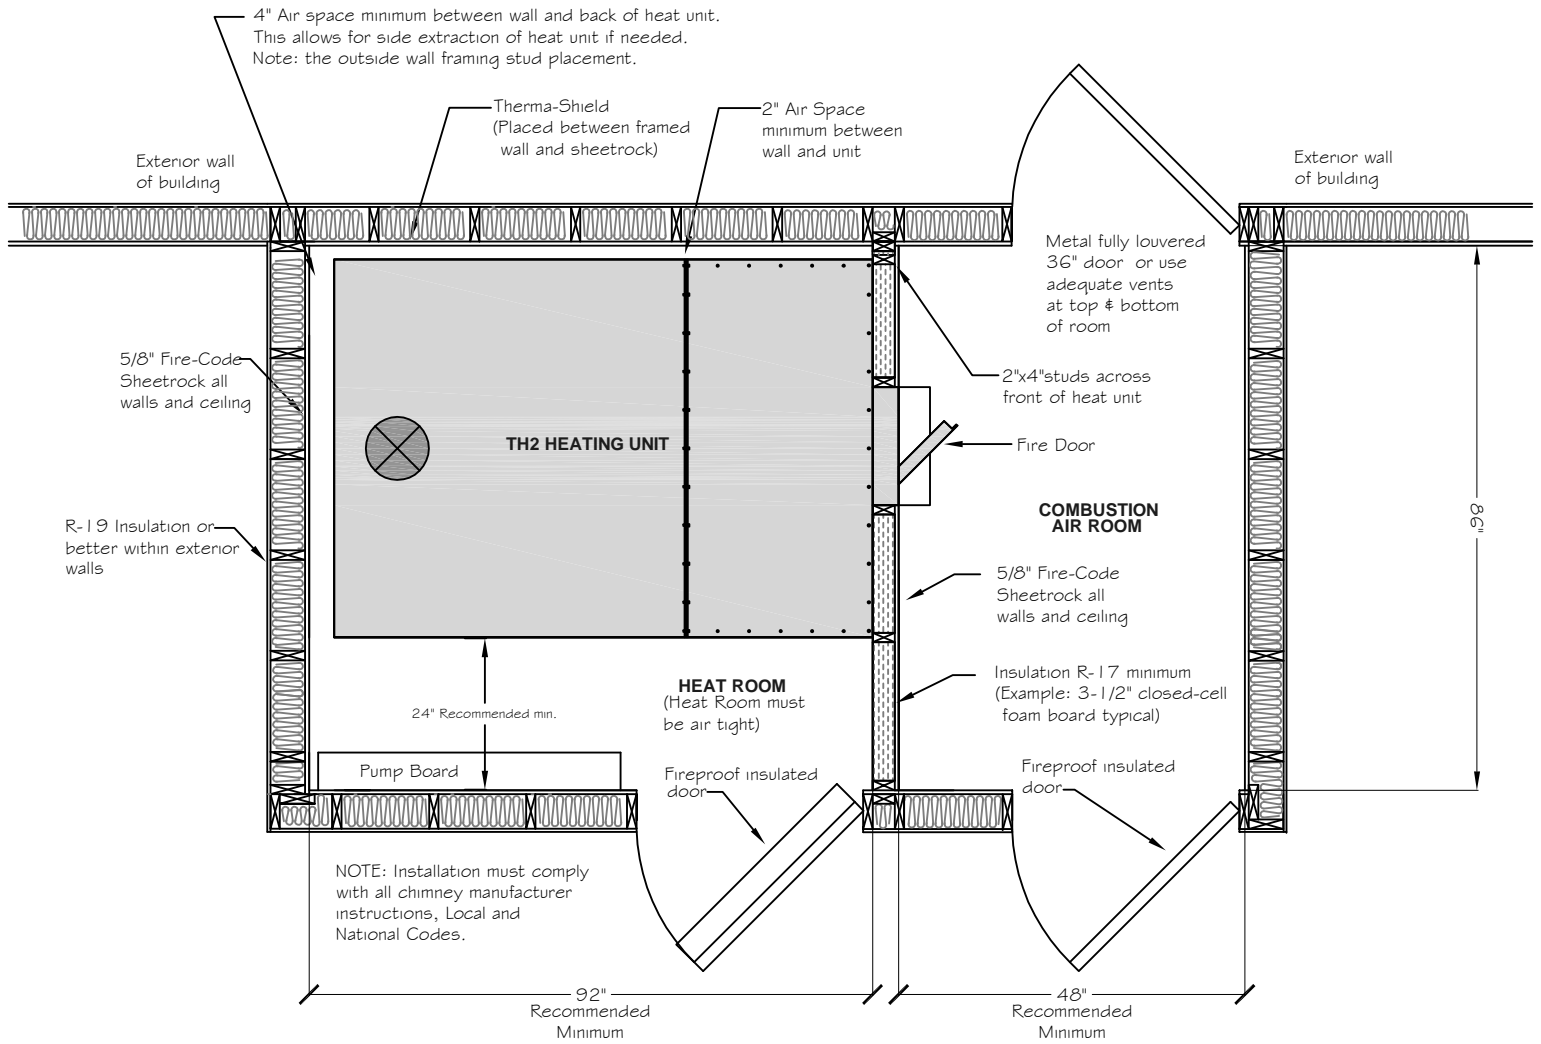 4" Air space minimum between wall and back of heat unit.
This allows for side extraction of heat unit if needed.
Note: the outside wall framing stud placement.
Therma-Shield
(Placed between framed
wall and sheetrock)
2" Air Space
minimum between
wall and unit
Exterior wall
of building
Exterior wall
of building
Metal fully louvered
36" door or use
adequate vents
at top & bottom
of room
5/8" Fire-Code
Sheetrock all
walls and ceiling
2"x4"studs across
front of heat unit
TH2 HEATING UNIT
Fire Door
R-19 Insulation or
better within exterior
walls
COMBUSTION
AIR ROOM
86"
5/8" Fire-Code
Sheetrock all
walls and ceiling
HEAT ROOM
(Heat Room must
be air tight)
Insulation R-17 minimum
(Example: 3-1/2" closed-cell
foam board typical)
24" Recommended min.
Pump Board
Fireproof insulated
door
Fireproof insulated
door
NOTE: Installation must comply
with all chimney manufacturer
instructions, Local and
National Codes.
92"
Recommended
Minimum
48"
Recommended
Minimum